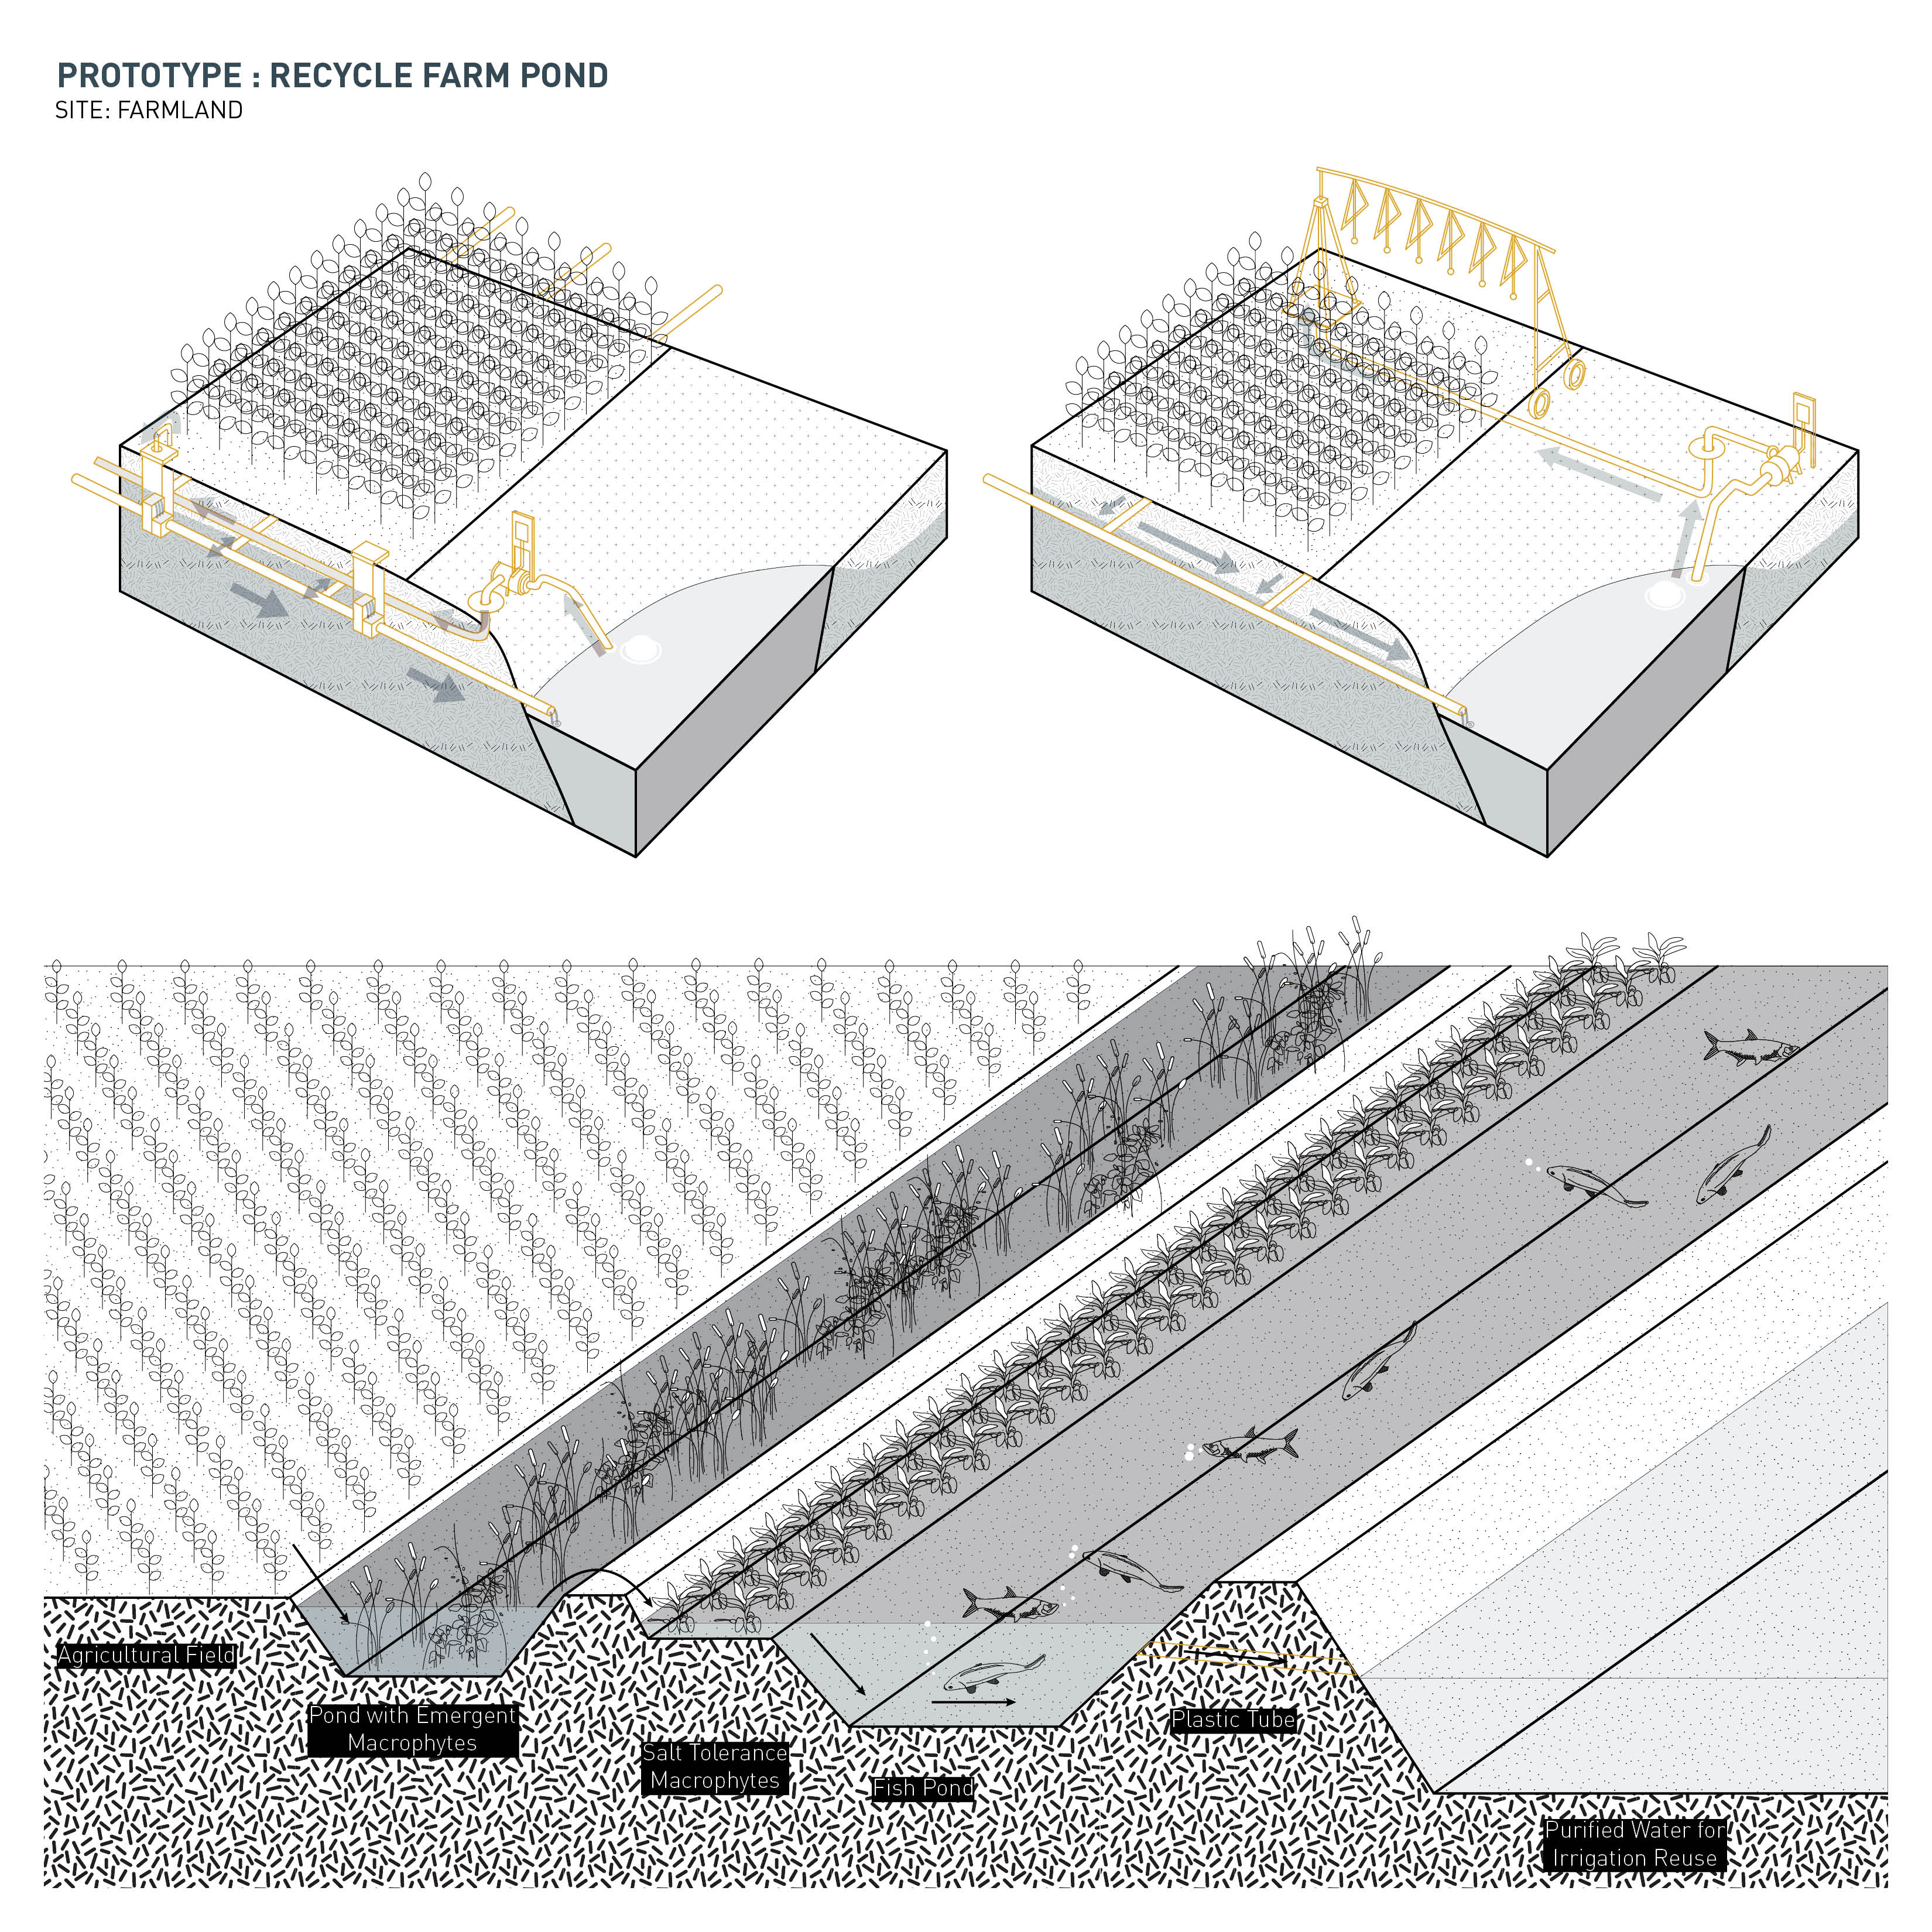 PROTOTYPE : RECYCLE FARM POND
SITE: FARMLAND
Agricultural Field
Pond with Emergent
Macrophytes
Salt Tolerance
Macrophytes
Fish Pond
Plastic Tube
Purified Water for
Irrigation Reuse